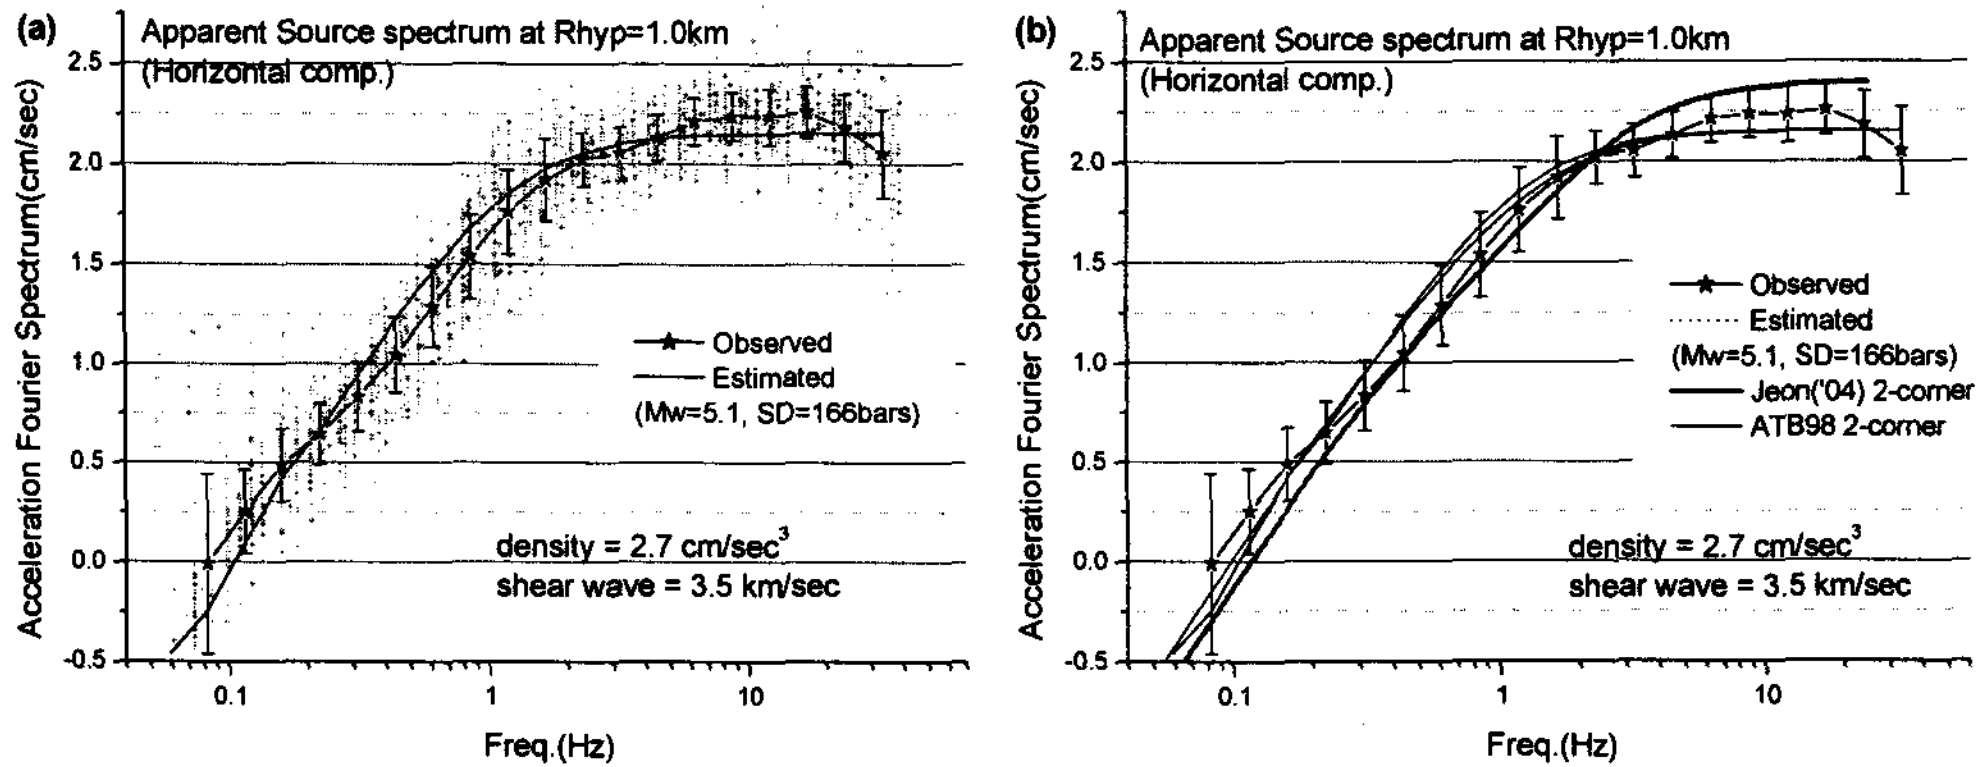 (a)
Apparent Source spectrum at Rhyp=1.0km
(Horizontal comp.)
Acceleration Fourier Spectrum(cm/sec)
2.5
2.0
1.5
1.0
0.5
0.0
-0.5
Observed
Estimated
(Mw=5.1, SD=166bars)
density = 2.7 cm/sec³
shear wave = 3.5 km/sec
0.1
1
10
Freq.(Hz)
(b)
Apparent Source spectrum at Rhyp=1.0km
(Horizontal comp.)
Acceleration Fourier Spectrum(cm/sec)
2.5
2.0
1.5
1.0
0.5
0.0
-0.5
Observed
Estimated
(Mw=5.1, SD=166bars)
Jeon('04) 2-corner
ATB98 2-corner
density = 2.7 cm/sec³
shear wave = 3.5 km/sec
0.1
1
10
Freq.(Hz)